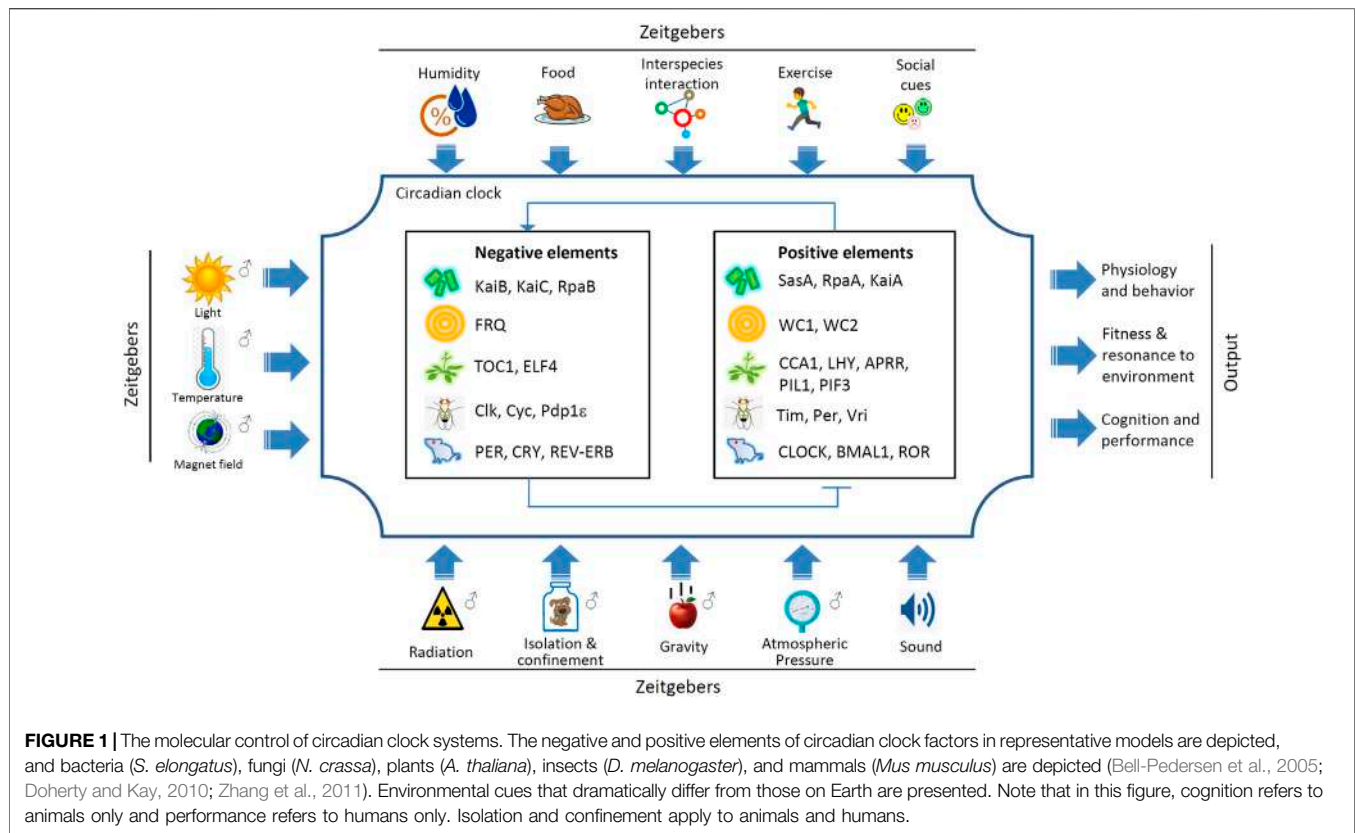 Zeitgebers
Humidity
Food
Interspecies
interaction
Exercise
Social
cues
%
Circadian clock
Zeitgebers
♂
Light
♂
Temperature
♂
Magnet field
Negative elements
KaiB, KaiC, RpaB
FRQ
TOC1, ELF4
Clk, Cyc, Pdp1ε
PER, CRY, REV-ERB
Positive elements
SasA, RpaA, KaiA
WC1, WC2
CCA1, LHY, APRR,
PIL1, PIF3
Tim, Per, Vri
CLOCK, BMAL1, ROR
Physiology
and behavior
Fitness &
resonance to
environment
Cognition and
performance
Output
♂
Radiation
♂
Isolation &
confinement
♂
Gravity
♂
Atmospheric
Pressure
Sound
Zeitgebers
FIGURE 1 | The molecular control of circadian clock systems. The negative and positive elements of circadian clock factors in representative models are depicted,
and bacteria (S. elongatus), fungi (N. crassa), plants (A. thaliana), insects (D. melanogaster), and mammals (Mus musculus) are depicted (Bell-Pedersen et al., 2005;
Doherty and Kay, 2010; Zhang et al., 2011). Environmental cues that dramatically differ from those on Earth are presented. Note that in this figure, cognition refers to
animals only and performance refers to humans only. Isolation and confinement apply to animals and humans.